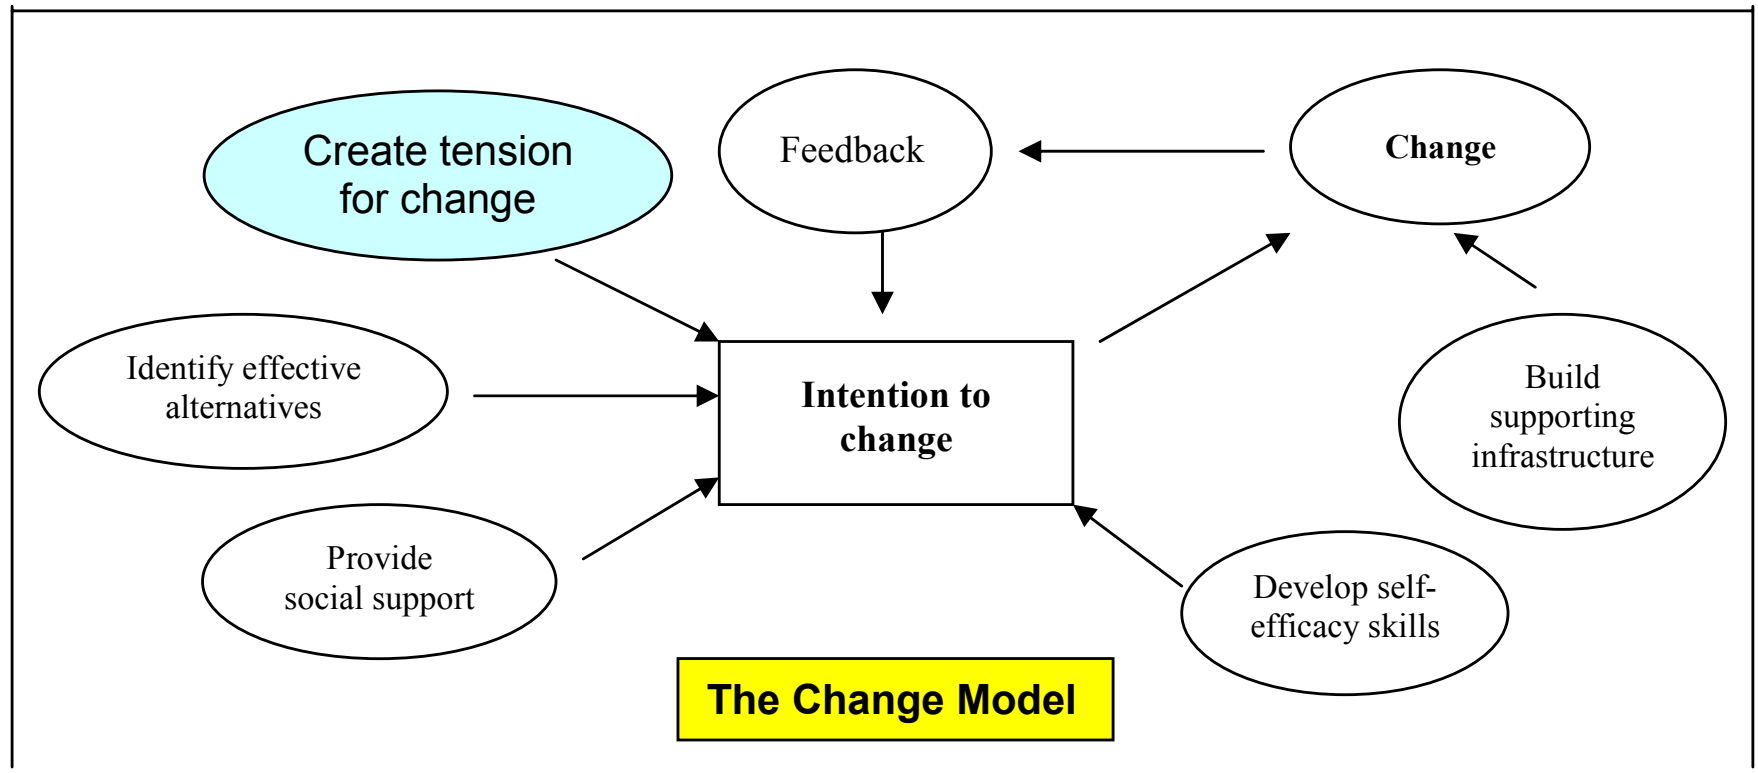 Create tension
for change
Feedback
Change
Identify effective
alternatives
Intention to
change
Build
supporting
infrastructure
Provide
social support
Develop self-
efficacy skills
The Change Model